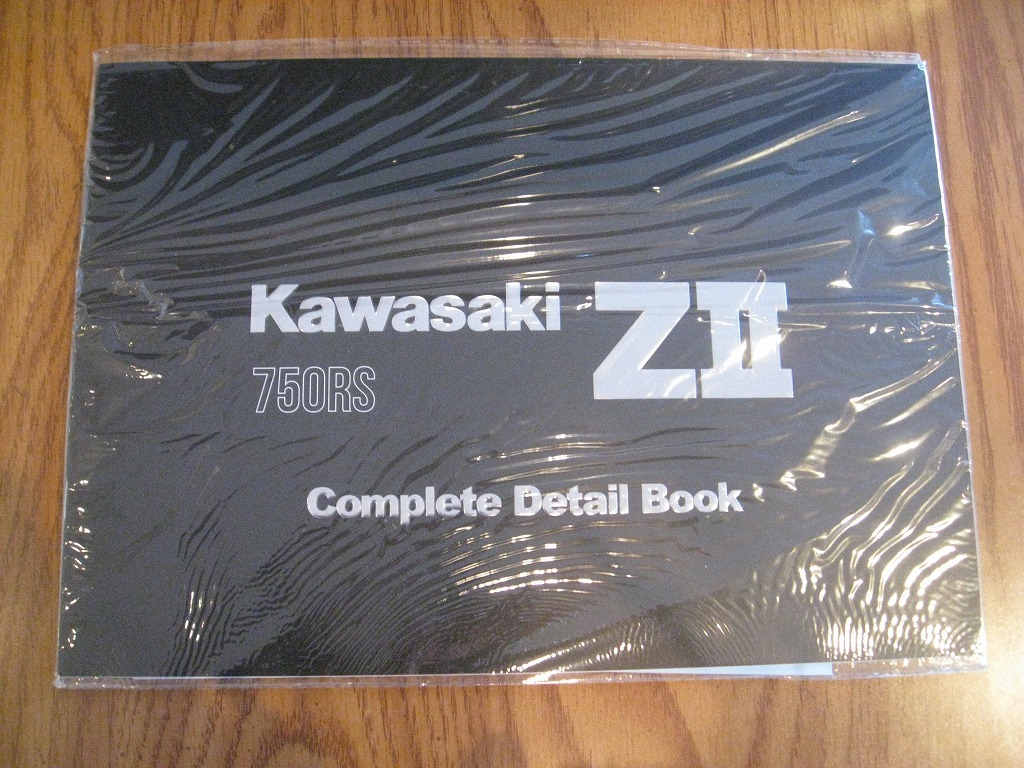 Kawasaki ZII
750RS
Complete Detail Book